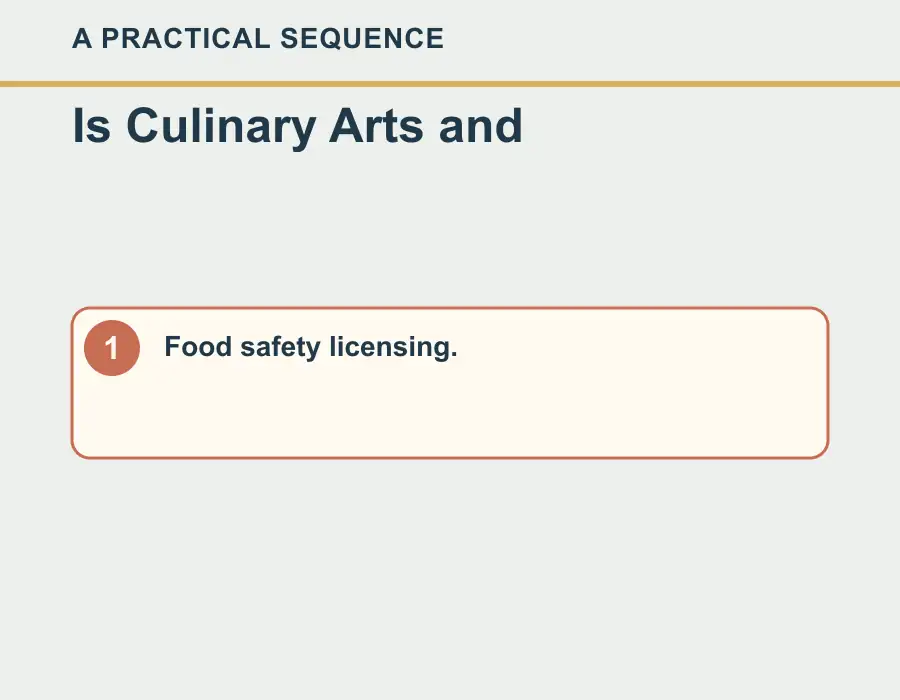 A PRACTICAL SEQUENCE
Is Culinary Arts and
1
Food safety licensing.